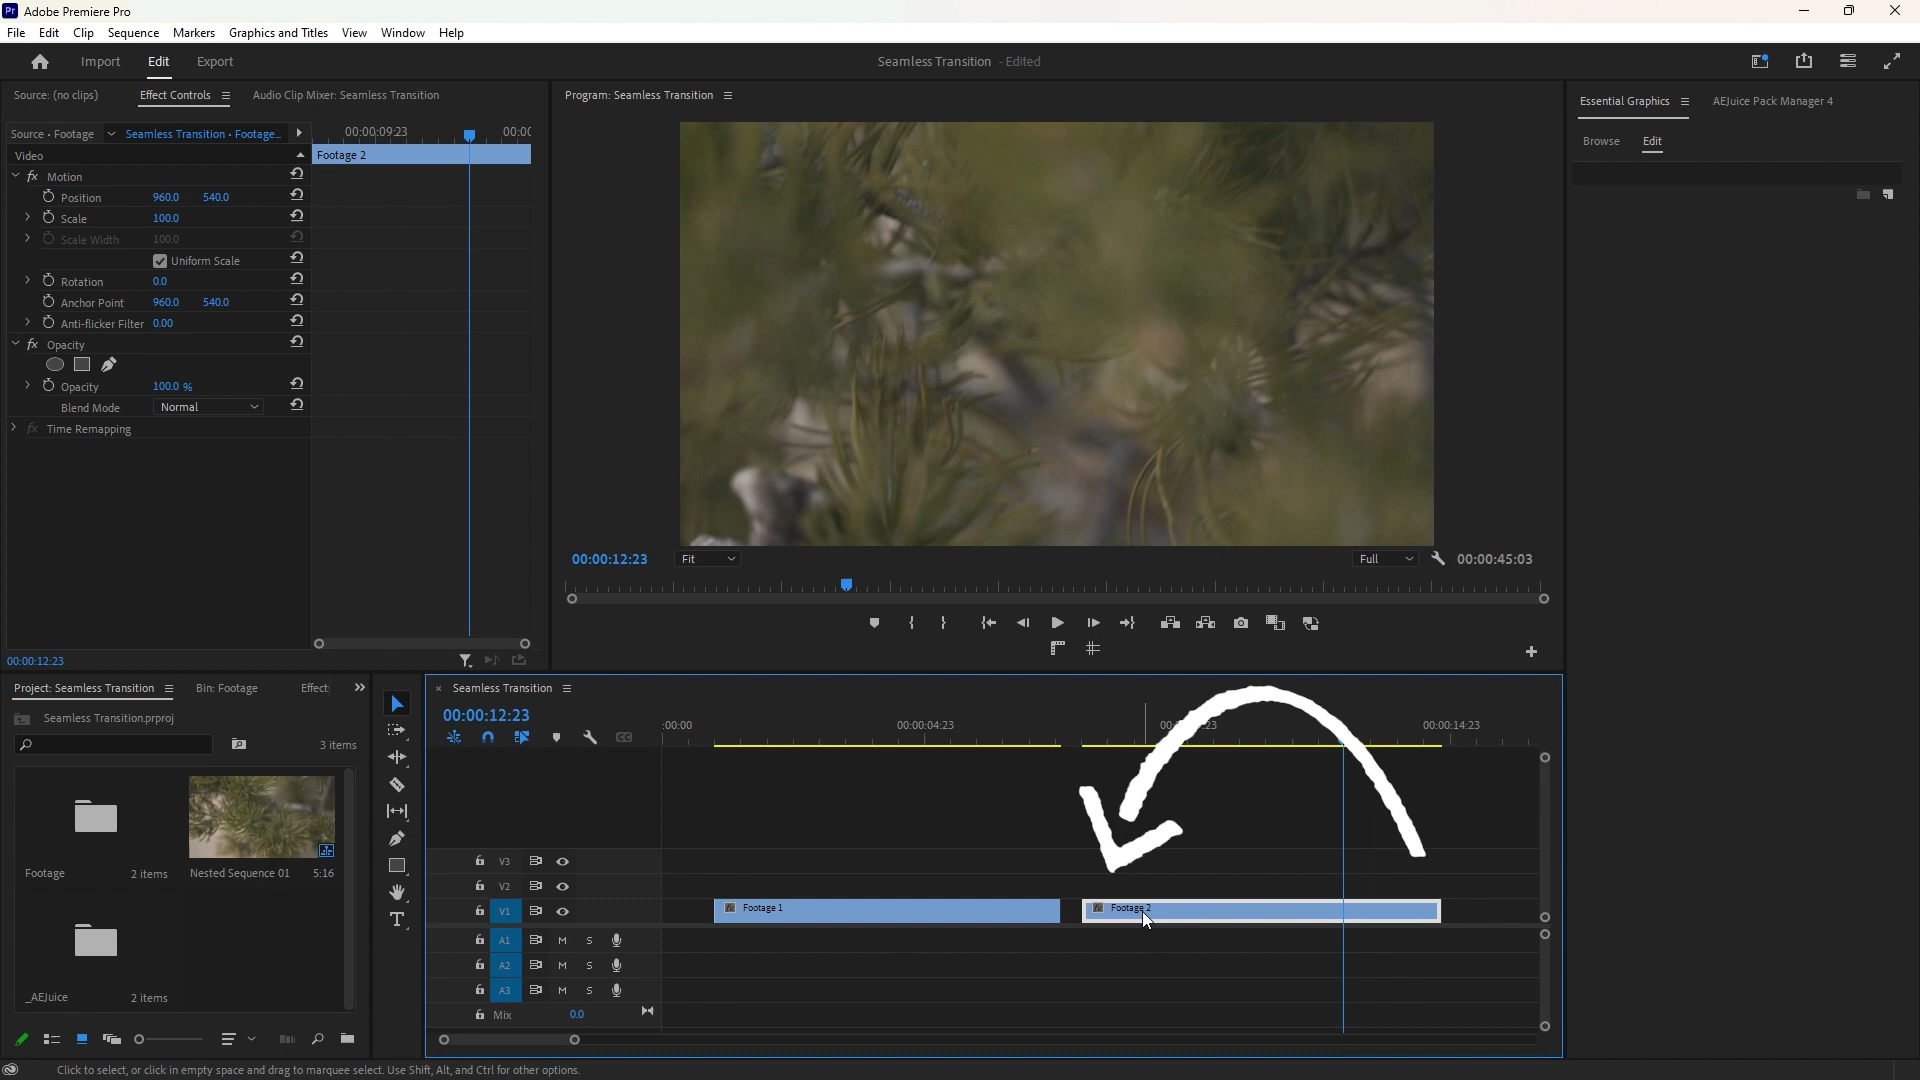 Pr Adobe Premiere Pro
File Edit Clip Sequence Markers Graphics and Titles View Window Help
Import Edit Export Seamless Transition - Edited
Source: (no clips) Effect Controls Audio Clip Mixer: Seamless Transition
Program: Seamless Transition
Essential Graphics AEJuice Pack Manager 4
Browse Edit
Source • Footage Seamless Transition • Footage... 00:00:09:23 00:00
Video Footage 2
fx Motion
Position 960.0 540.0
Scale 100.0
Scale Width 100.0
Uniform Scale
Rotation 0.0
Anchor Point 960.0 540.0
Anti-flicker Filter 0.00
fx Opacity
Opacity 100.0 %
Blend Mode Normal
fx Time Remapping
00:00:12:23 Fit Full 00:00:45:03
00:00:12:23
Project: Seamless Transition Bin: Footage Effect
Seamless Transition.prproj
3 items
Footage 2 items
Nested Sequence 01 5:16
_AEJuice 2 items
× Seamless Transition
00:00:12:23
:00:00 00:00:04:23 00:00:14:23
V3
V2
V1 fx Footage 1 fx Footage 2
A1 M S
A2 M S
A3 M S
Mix 0.0
Click to select, or click in empty space and drag to marquee select. Use Shift, Alt, and Ctrl for other options.